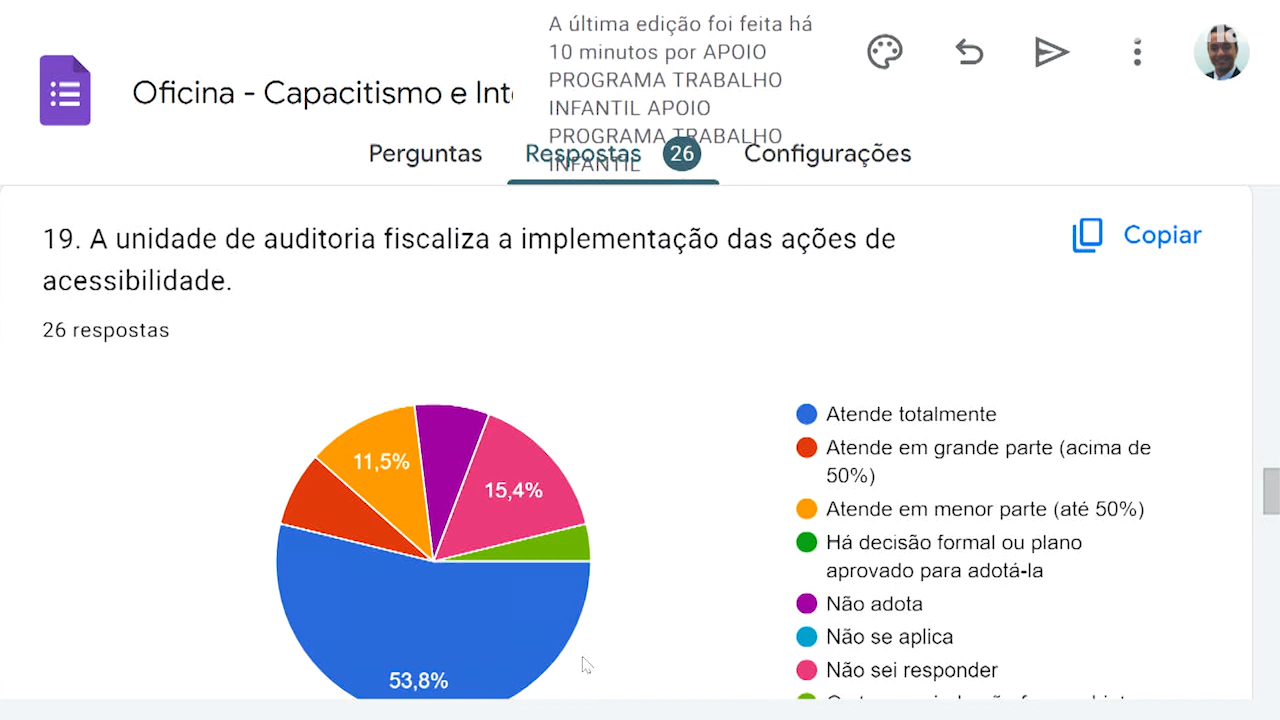 A última edição foi feita há
10 minutos por APOIO
PROGRAMA TRABALHO
INFANTIL APOIO
PROGRAMA TRABALHO
INFANTIL
Oficina - Capacitismo e
Perguntas
Respostas
26
Configurações
19. A unidade de auditoria fiscaliza a implementação das ações de
acessibilidade.
Copiar
26 respostas
11,5%
15,4%
53,8%
Atende totalmente
Atende em grande parte (acima de
50%)
Atende em menor parte (até 50%)
Há decisão formal ou plano
aprovado para adotá-la
Não adota
Não se aplica
Não sei responder